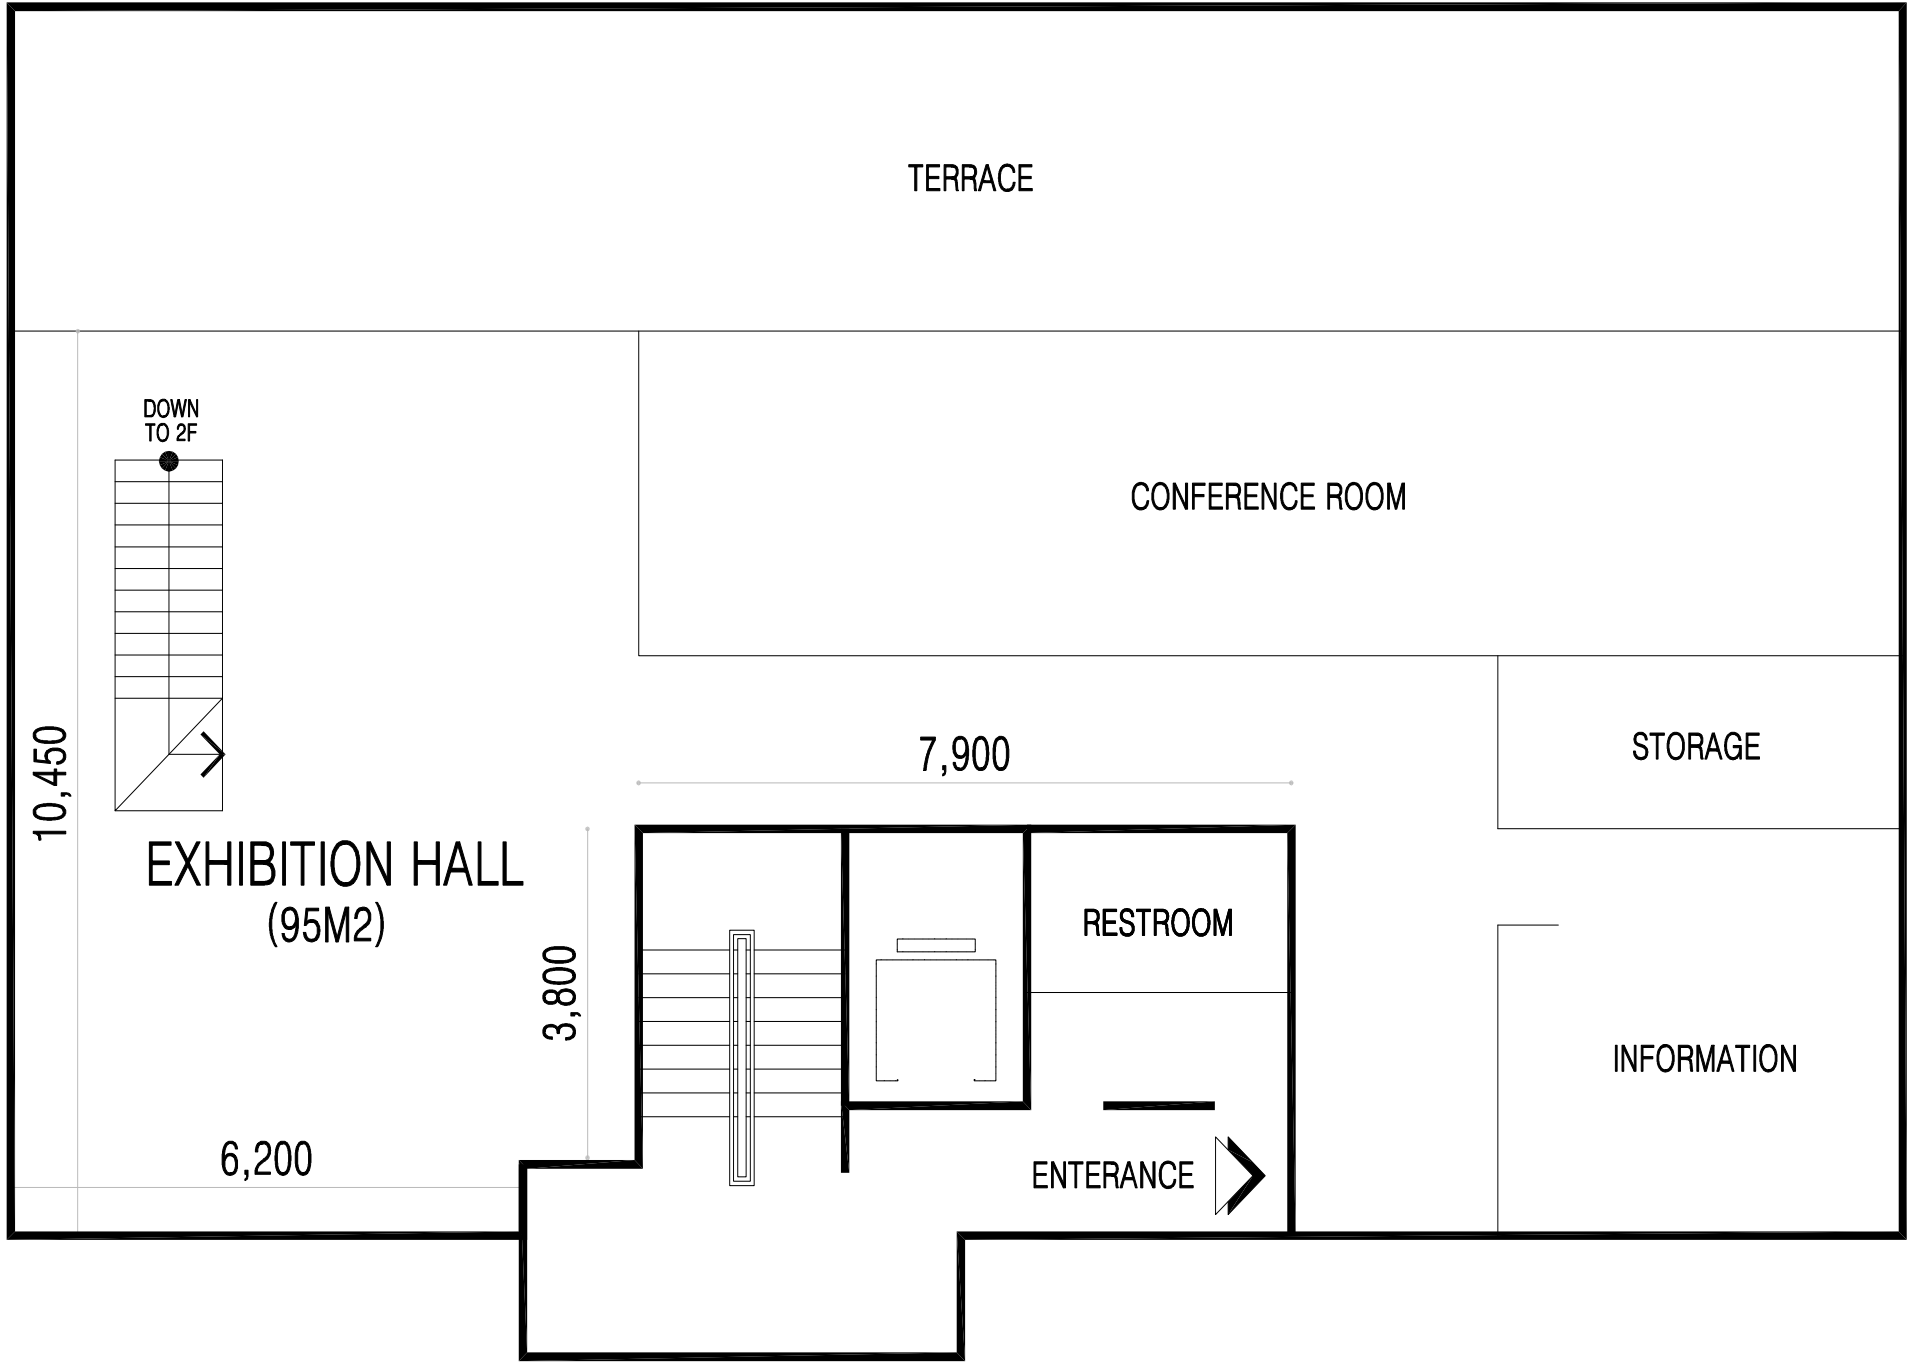 TERRACE
DOWN
TO 2F
CONFERENCE ROOM
STORAGE
7,900
10,450
EXHIBITION HALL
(95M2)
RESTROOM
3,800
INFORMATION
6,200
ENTERANCE